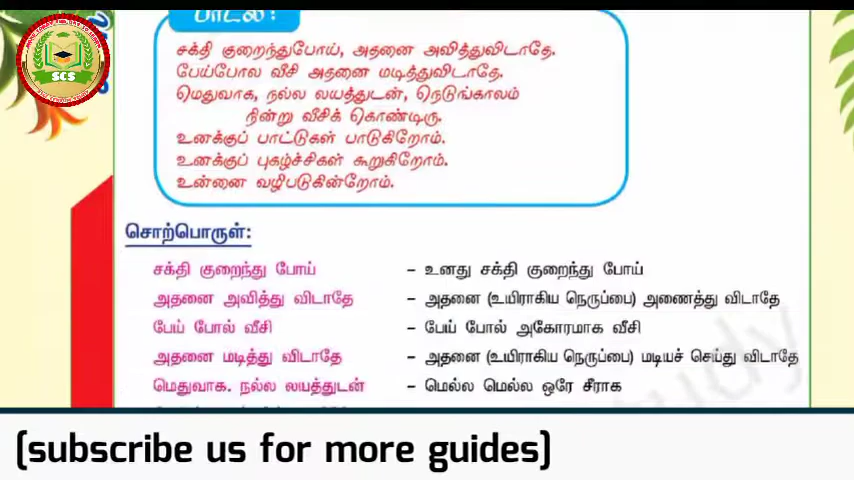 பாடல்:
சக்தி குறைந்துபோய், அதனை அவித்துவிடாதே.
பேய்போல வீசி அதனை மடித்துவிடாதே.
மெதுவாக, நல்ல லயத்துடன், நெடுங்காலம்
நின்று வீசிக் கொண்டிரு.
உனக்குப் பாட்டுகள் பாடுகிறோம்.
உனக்குப் புகழ்ச்சிகள் கூறுகிறோம்.
உன்னை வழிபடுகின்றோம்.
சொற்பொருள்:
சக்தி குறைந்து போய் – உனது சக்தி குறைந்து போய்
அதனை அவித்து விடாதே – அதனை (உயிராகிய நெருப்பை) அணைத்து விடாதே
பேய் போல் வீசி – பேய் போல் அகோரமாக வீசி
அதனை மடித்து விடாதே – அதனை (உயிராகிய நெருப்பை) மடியச் செய்து விடாதே
மெதுவாக. நல்ல லயத்துடன் – மெல்ல மெல்ல ஒரே சீராக
SCS
(subscribe us for more guides)